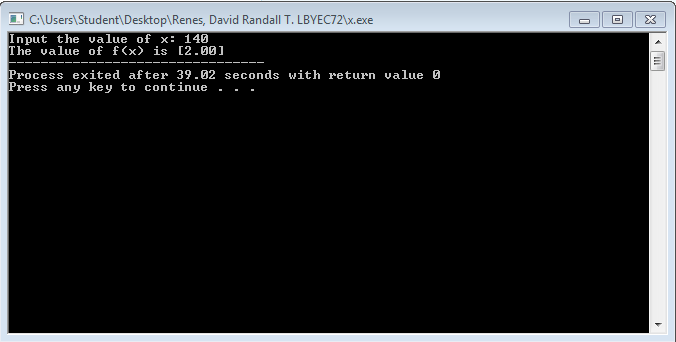 C:\Users\Student\Desktop\Renes, David Randall T. LBYEC72\x.exe
Input the value of x: 140
The value of f(x) is [2.00]
--------------------------------
Process exited after 39.02 seconds with return value 0
Press any key to continue . . .